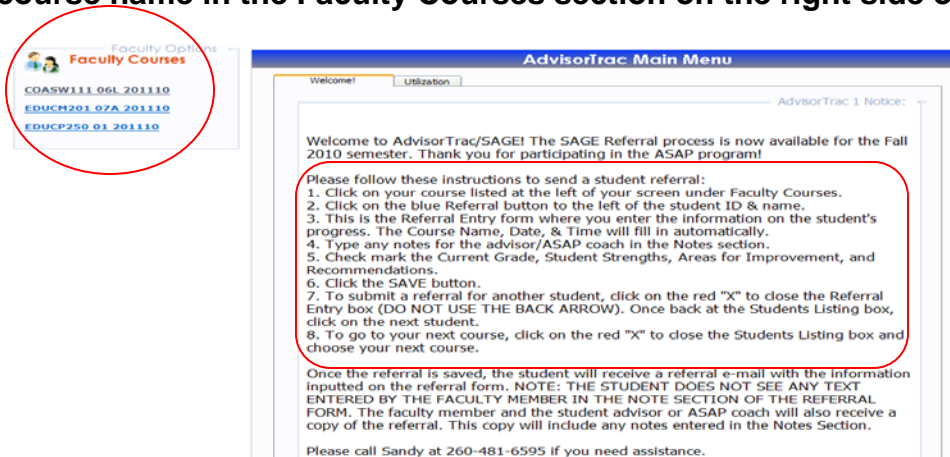 course name in the Faculty Courses section on the right side o
Faculty Options
Faculty Courses
COASW111 06L 201110
EDUCM201 07A 201110
EDUCP250 01 201110
AdvisorTrac Main Menu
Welcome!
Utilization
AdvisorTrac 1 Notice:
Welcome to AdvisorTrac/SAGE! The SAGE Referral process is now available for the Fall
2010 semester. Thank you for participating in the ASAP program!
Please follow these instructions to send a student referral:
1. Click on your course listed at the left of your screen under Faculty Courses.
2. Click on the blue Referral button to the left of the student ID & name.
3. This is the Referral Entry form where you enter the information on the student's
progress. The Course Name, Date, & Time will fill in automatically.
4. Type any notes for the advisor/ASAP coach in the Notes section.
5. Check mark the Current Grade, Student Strengths, Areas for Improvement, and
Recommendations.
6. Click the SAVE button.
7. To submit a referral for another student, click on the red "X" to close the Referral
Entry box (DO NOT USE THE BACK ARROW). Once back at the Students Listing box,
click on the next student.
8. To go to your next course, click on the red "X" to close the Students Listing box and
choose your next course.
Once the referral is saved, the student will receive a referral e-mail with the information
inputted on the referral form. NOTE: THE STUDENT DOES NOT SEE ANY TEXT
ENTERED BY THE FACULTY MEMBER IN THE NOTE SECTION OF THE REFERRAL
FORM. The faculty member and the student advisor or ASAP coach will also receive a
copy of the referral. This copy will include any notes entered in the Notes Section.
Please call Sandy at 260-481-6595 if you need assistance.